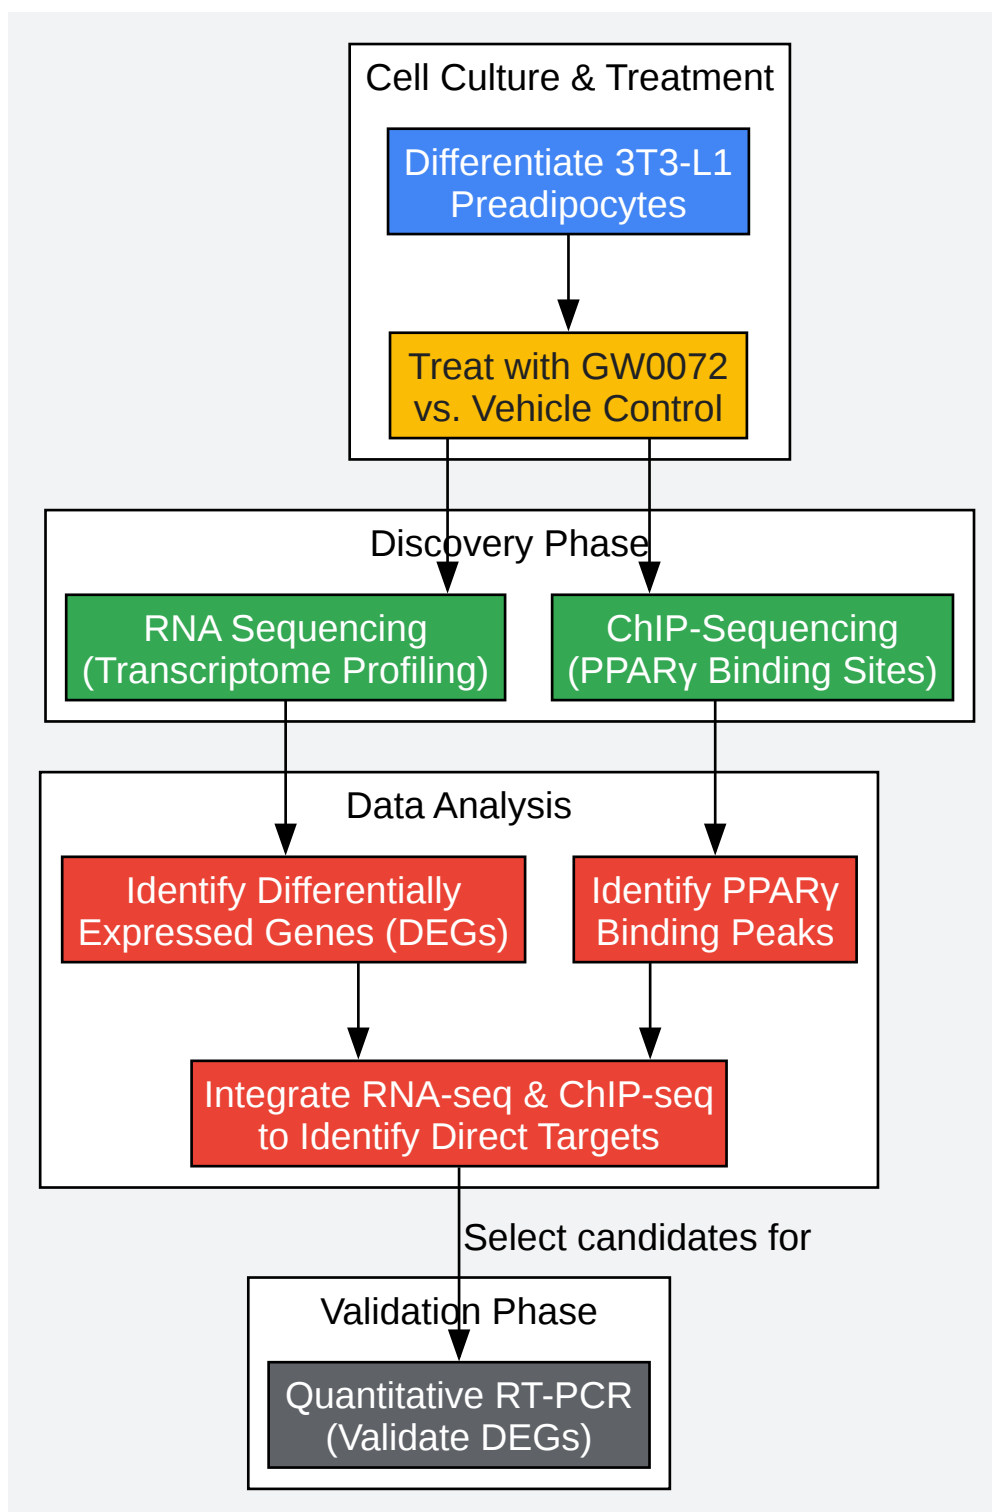 Cell Culture & Treatment
Differentiate 3T3-L1
Preadipocytes
Treat with GW0072
vs. Vehicle Control
Discovery Phase
RNA Sequencing
(Transcriptome Profiling)
ChIP-Sequencing
(PPARγ Binding Sites)
Data Analysis
Identify Differentially
Expressed Genes (DEGs)
Identify PPARγ
Binding Peaks
Integrate RNA-seq & ChIP-seq
to Identify Direct Targets
Select candidates for
Validation Phase
Quantitative RT-PCR
(Validate DEGs)